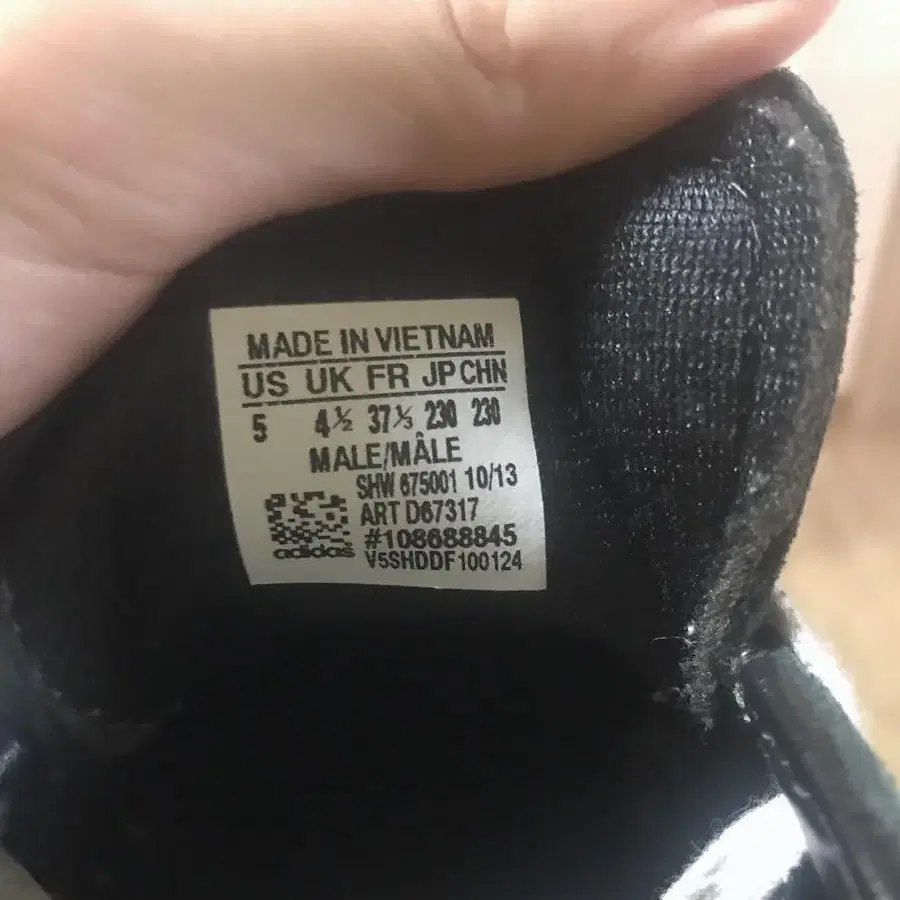 MADE IN VIETNAM
US UK FR JP CHN
5 4½ 37⅓ 230 230
MALE/MÂLE
SHW 675001 10/13
ART D67317
#108688845
adidas V5SHDDF100124